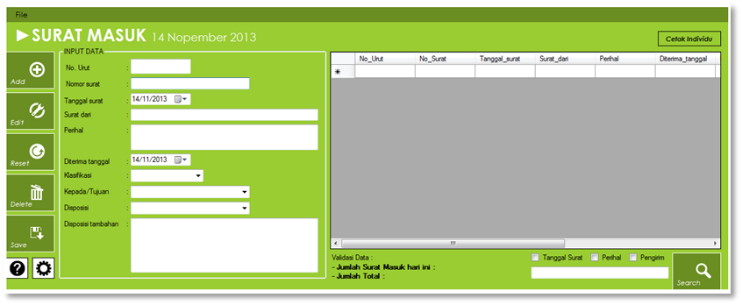 File
SURAT MASUK 14 Nopember 2013
Cetak Individu
Add
Edit
Reset
Delete
Save
INPUT DATA
No. Urut :
Nomor surat :
Tanggal surat : 14/11/2013
Surat dari :
Perihal :
Diterima tanggal : 14/11/2013
Klasifikasi :
Kepada/Tujuan :
Disposisi :
Disposisi tambahan :
No_Urut No_Surat Tanggal_surat Surat_dari Perihal Diterima_tanggal
Validasi Data :
- Jumlah Surat Masuk hari ini :
- Jumlah Total :
Tanggal Surat Perihal Pengirim
Search